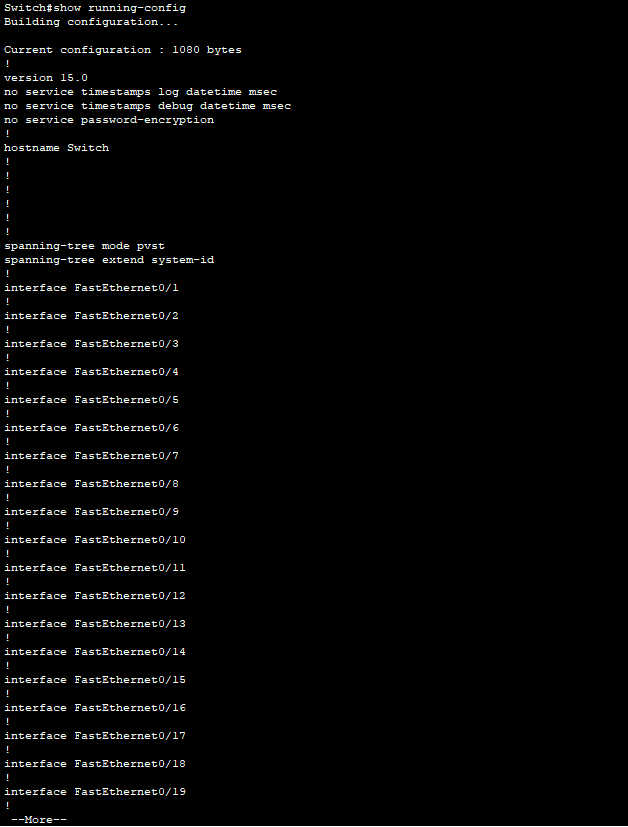 Switch#show running-config
Building configuration...
Current configuration : 1080 bytes
!
version 15.0
no service timestamps log datetime msec
no service timestamps debug datetime msec
no service password-encryption
!
hostname Switch
!
!
!
!
!
!
spanning-tree mode pvst
spanning-tree extend system-id
!
interface FastEthernet0/1
!
interface FastEthernet0/2
!
interface FastEthernet0/3
!
interface FastEthernet0/4
!
interface FastEthernet0/5
!
interface FastEthernet0/6
!
interface FastEthernet0/7
!
interface FastEthernet0/8
!
interface FastEthernet0/9
!
interface FastEthernet0/10
!
interface FastEthernet0/11
!
interface FastEthernet0/12
!
interface FastEthernet0/13
!
interface FastEthernet0/14
!
interface FastEthernet0/15
!
interface FastEthernet0/16
!
interface FastEthernet0/17
!
interface FastEthernet0/18
!
interface FastEthernet0/19
!
--More--